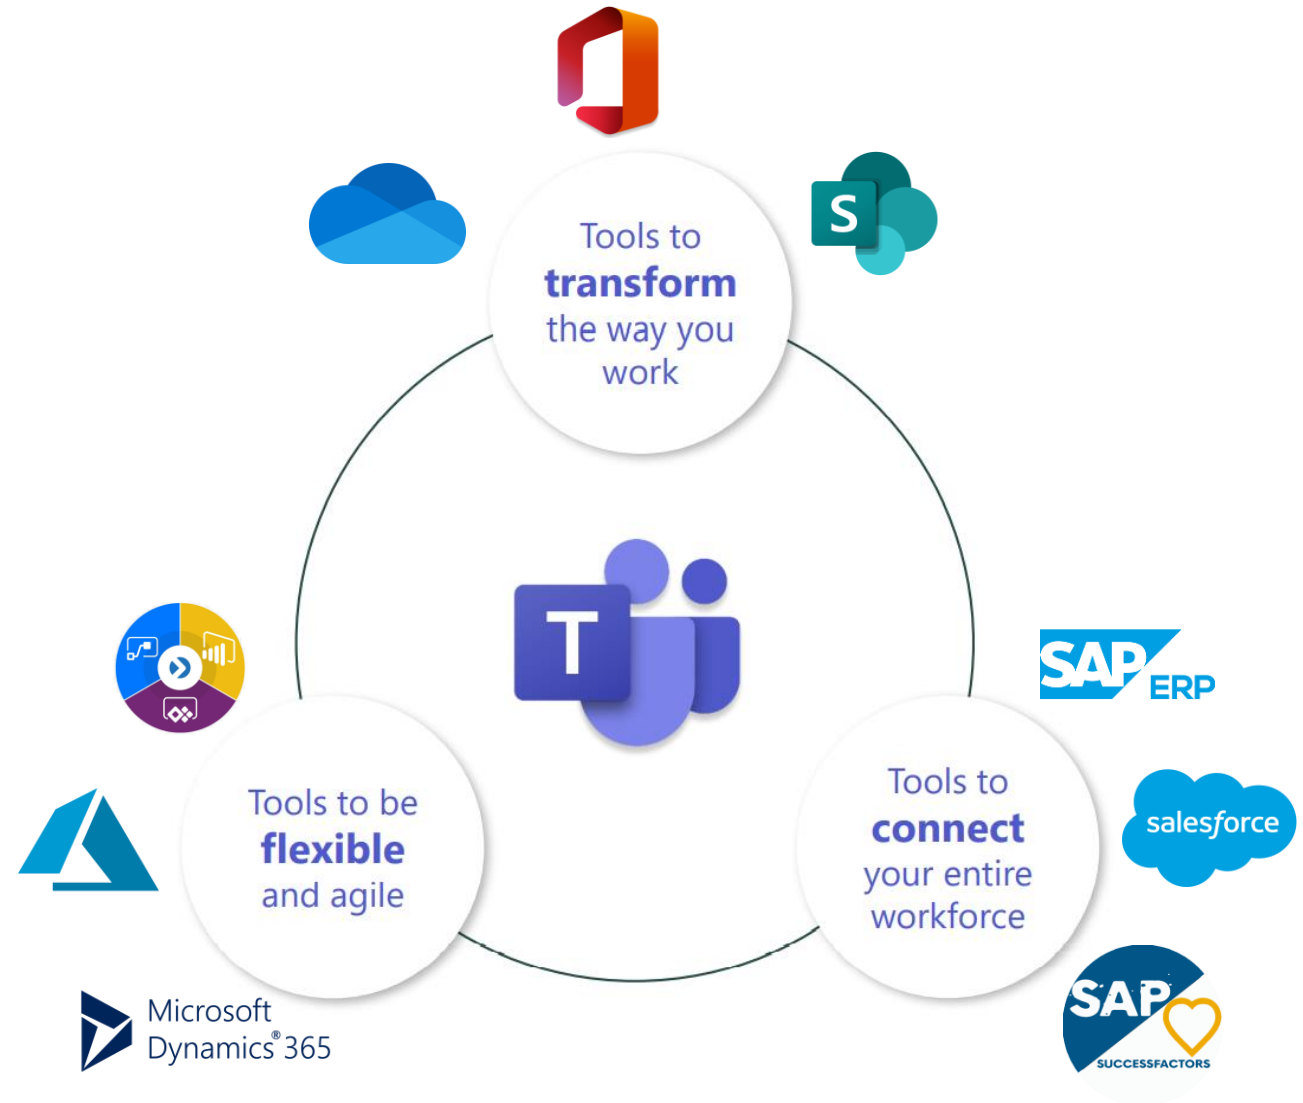 S
Tools to
transform
the way you
work
T
Tools to be
flexible
and agile
Microsoft
Dynamics® 365
Tools to
connect
your entire
workforce
SAP
ERP
salesforce
SAP
SUCCESSFACTORS